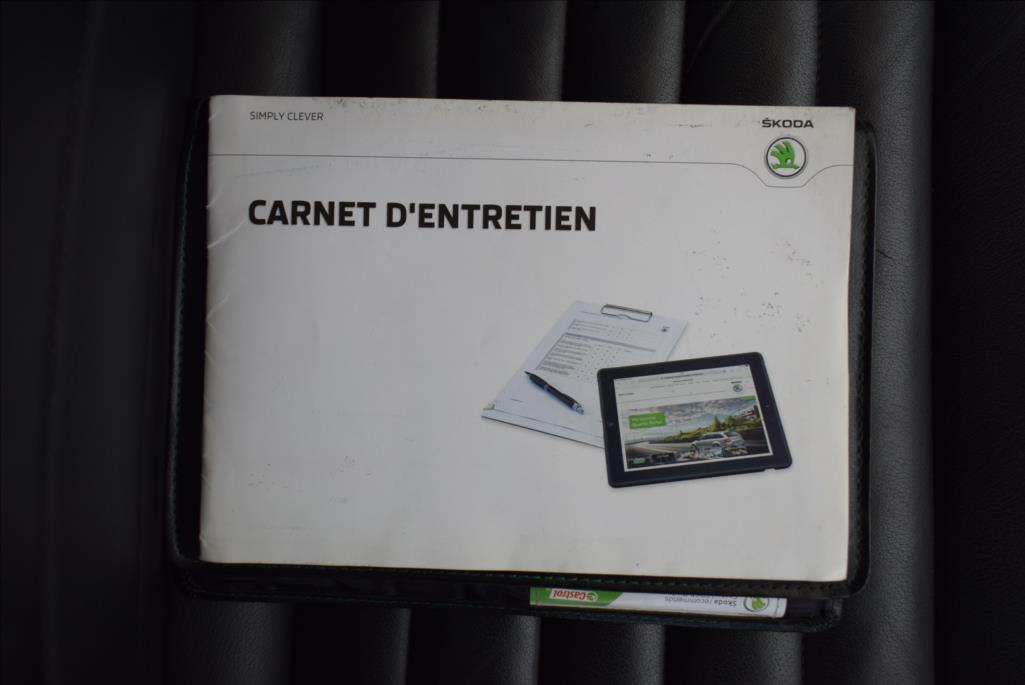 SIMPLY CLEVER
ŠKODA
CARNET D'ENTRETIEN
Castrol
Škoda recommends